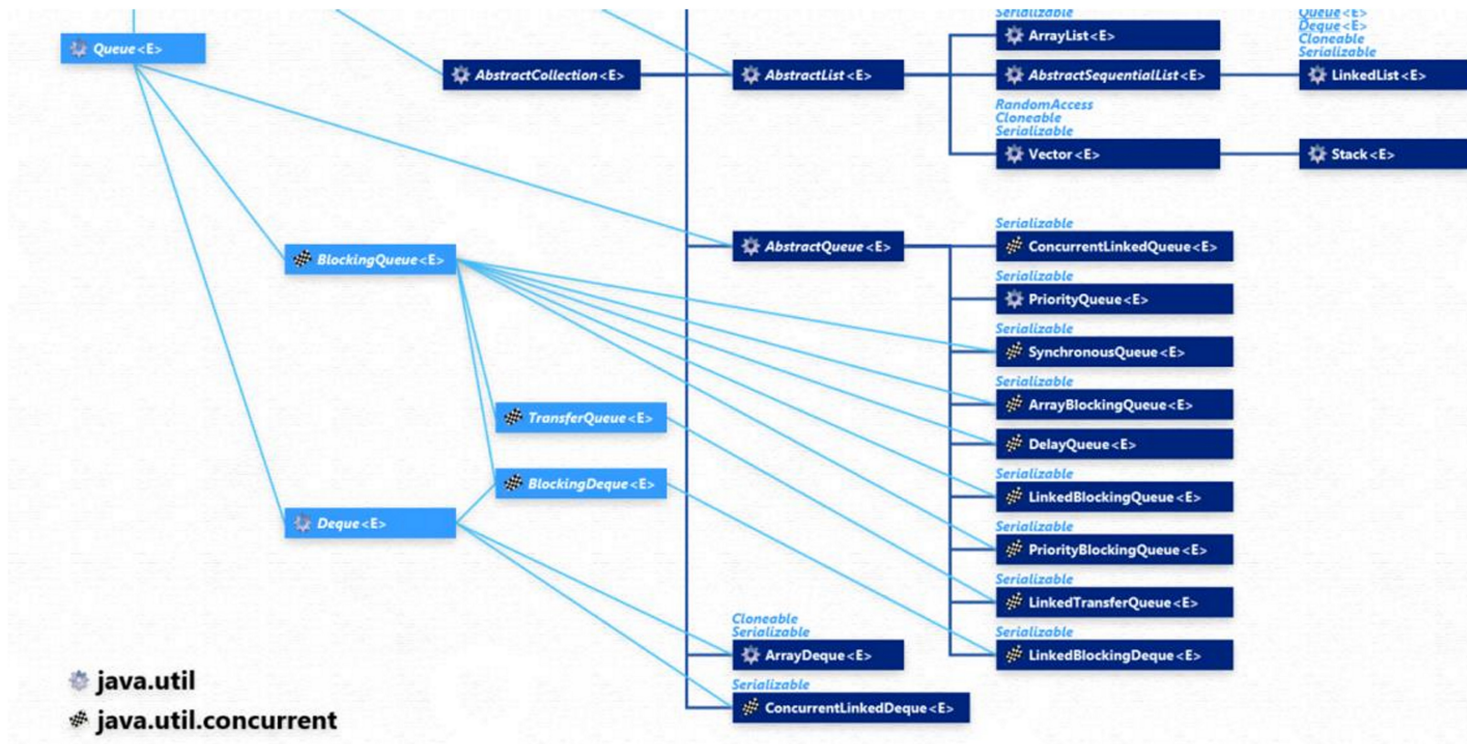 Serializable
Queue<E>
Deque<E>
Cloneable
Serializable
Queue<E>
ArrayList<E>
AbstractCollection<E>
AbstractList<E>
AbstractSequentialList<E>
LinkedList<E>
RandomAccess
Cloneable
Serializable
Vector<E>
Stack<E>
Serializable
BlockingQueue<E>
AbstractQueue<E>
ConcurrentLinkedQueue<E>
Serializable
PriorityQueue<E>
Serializable
SynchronousQueue<E>
Serializable
TransferQueue<E>
ArrayBlockingQueue<E>
DelayQueue<E>
Serializable
BlockingDeque<E>
LinkedBlockingQueue<E>
Serializable
Deque<E>
PriorityBlockingQueue<E>
Serializable
LinkedTransferQueue<E>
Cloneable
Serializable
Serializable
ArrayDeque<E>
LinkedBlockingDeque<E>
Serializable
ConcurrentLinkedDeque<E>
java.util
java.util.concurrent